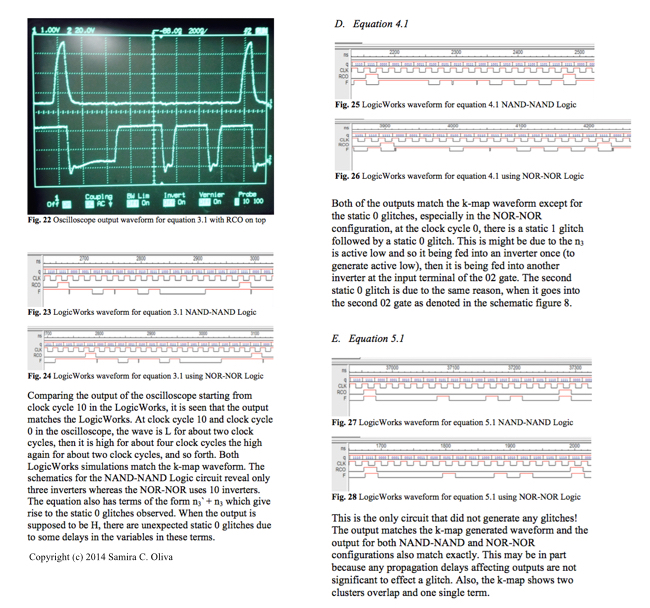 1 1.00V 2 20.0V
200%/
Coupling BW Lim Invert Vernier Probe
Off AC On On On 10 100
Fig. 22 Oscilloscope output waveform for equation 3.1 with RCO on top
ns 2700 2800 2900 3000
CLK
RCO
F
Fig. 23 LogicWorks waveform for equation 3.1 NAND-NAND Logic
CLK
RCO
F
Fig. 24 LogicWorks waveform for equation 3.1 using NOR-NOR Logic
Comparing the output of the oscilloscope starting from
clock cycle 10 in the LogicWorks, it is seen that the output
matches the LogicWorks. At clock cycle 10 and clock cycle
0 in the oscilloscope, the wave is L for about two clock
cycles, then it is high for about four clock cycles the high
again for about two clock cycles, and so forth. Both
LogicWorks simulations match the k-map waveform. The
schematics for the NAND-NAND Logic circuit reveal only
three inverters whereas the NOR-NOR uses 10 inverters.
The equation also has terms of the form n₃' + n₃ which give
rise to the static 0 glitches observed. When the output is
supposed to be H, there are unexpected static 0 glitches due
to some delays in the variables in these terms.
Copyright (c) 2014 Samira C. Oliva
D. Equation 4.1
ns 2200 2300 2400 2500
CLK
RCO
F
Fig. 25 LogicWorks waveform for equation 4.1 NAND-NAND Logic
ns 3900 4000 4100 4200
CLK
RCO
F
Fig. 26 LogicWorks waveform for equation 4.1 using NOR-NOR Logic
Both of the outputs match the k-map waveform except for
the static 0 glitches, especially in the NOR-NOR
configuration, at the clock cycle 0, there is a static 1 glitch
followed by a static 0 glitch. This is might be due to the n₃
is active low and so it being fed into an inverter once (to
generate active low), then it is being fed into another
inverter at the input terminal of the 02 gate. The second
static 0 glitch is due to the same reason, when it goes into
the second 02 gate as denoted in the schematic figure 8.
E. Equation 5.1
ns 37000 37100 37200 37300
CLK
RCO
F
Fig. 27 LogicWorks waveform for equation 5.1 NAND-NAND Logic
ns 1700 1800 1900 2000
CLK
RCO
F
Fig. 28 LogicWorks waveform for equation 5.1 using NOR-NOR Logic
This is the only circuit that did not generate any glitches!
The output matches the k-map generated waveform and the
output for both NAND-NAND and NOR-NOR
configurations also match exactly. This may be in part
because any propagation delays affecting outputs are not
significant to effect a glitch. Also, the k-map shows two
clusters overlap and one single term.